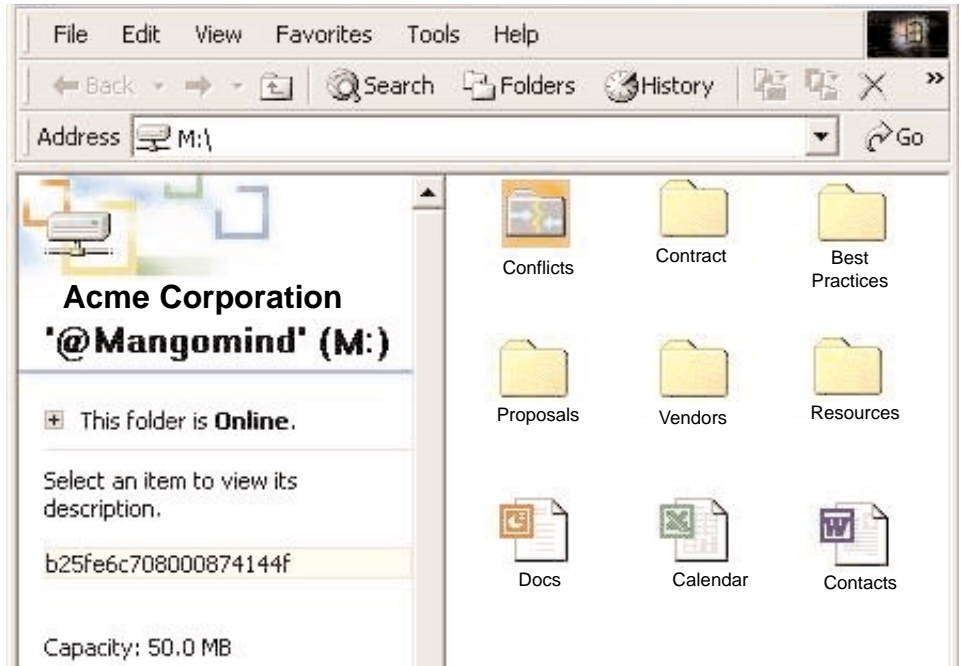 File Edit View Favorites Tools Help
Back Search Folders History »
Address M:\ Go
Acme Corporation
'@Mangomind' (M:)
This folder is Online.
Select an item to view its
description.
b25fe6c708000874144f
Capacity: 50.0 MB
Conflicts
Contract
Best
Practices
Proposals
Vendors
Resources
Docs
Calendar
Contacts